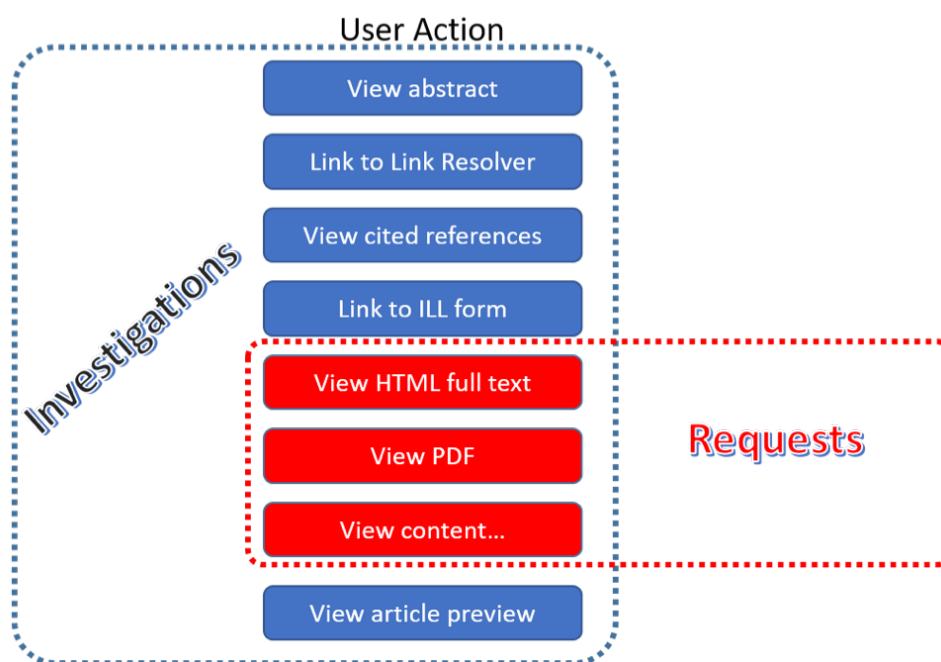 User Action
View abstract
Link to Link Resolver
View cited references
Investigations
Link to ILL form
View HTML full text
View PDF
Requests
View content...
View article preview